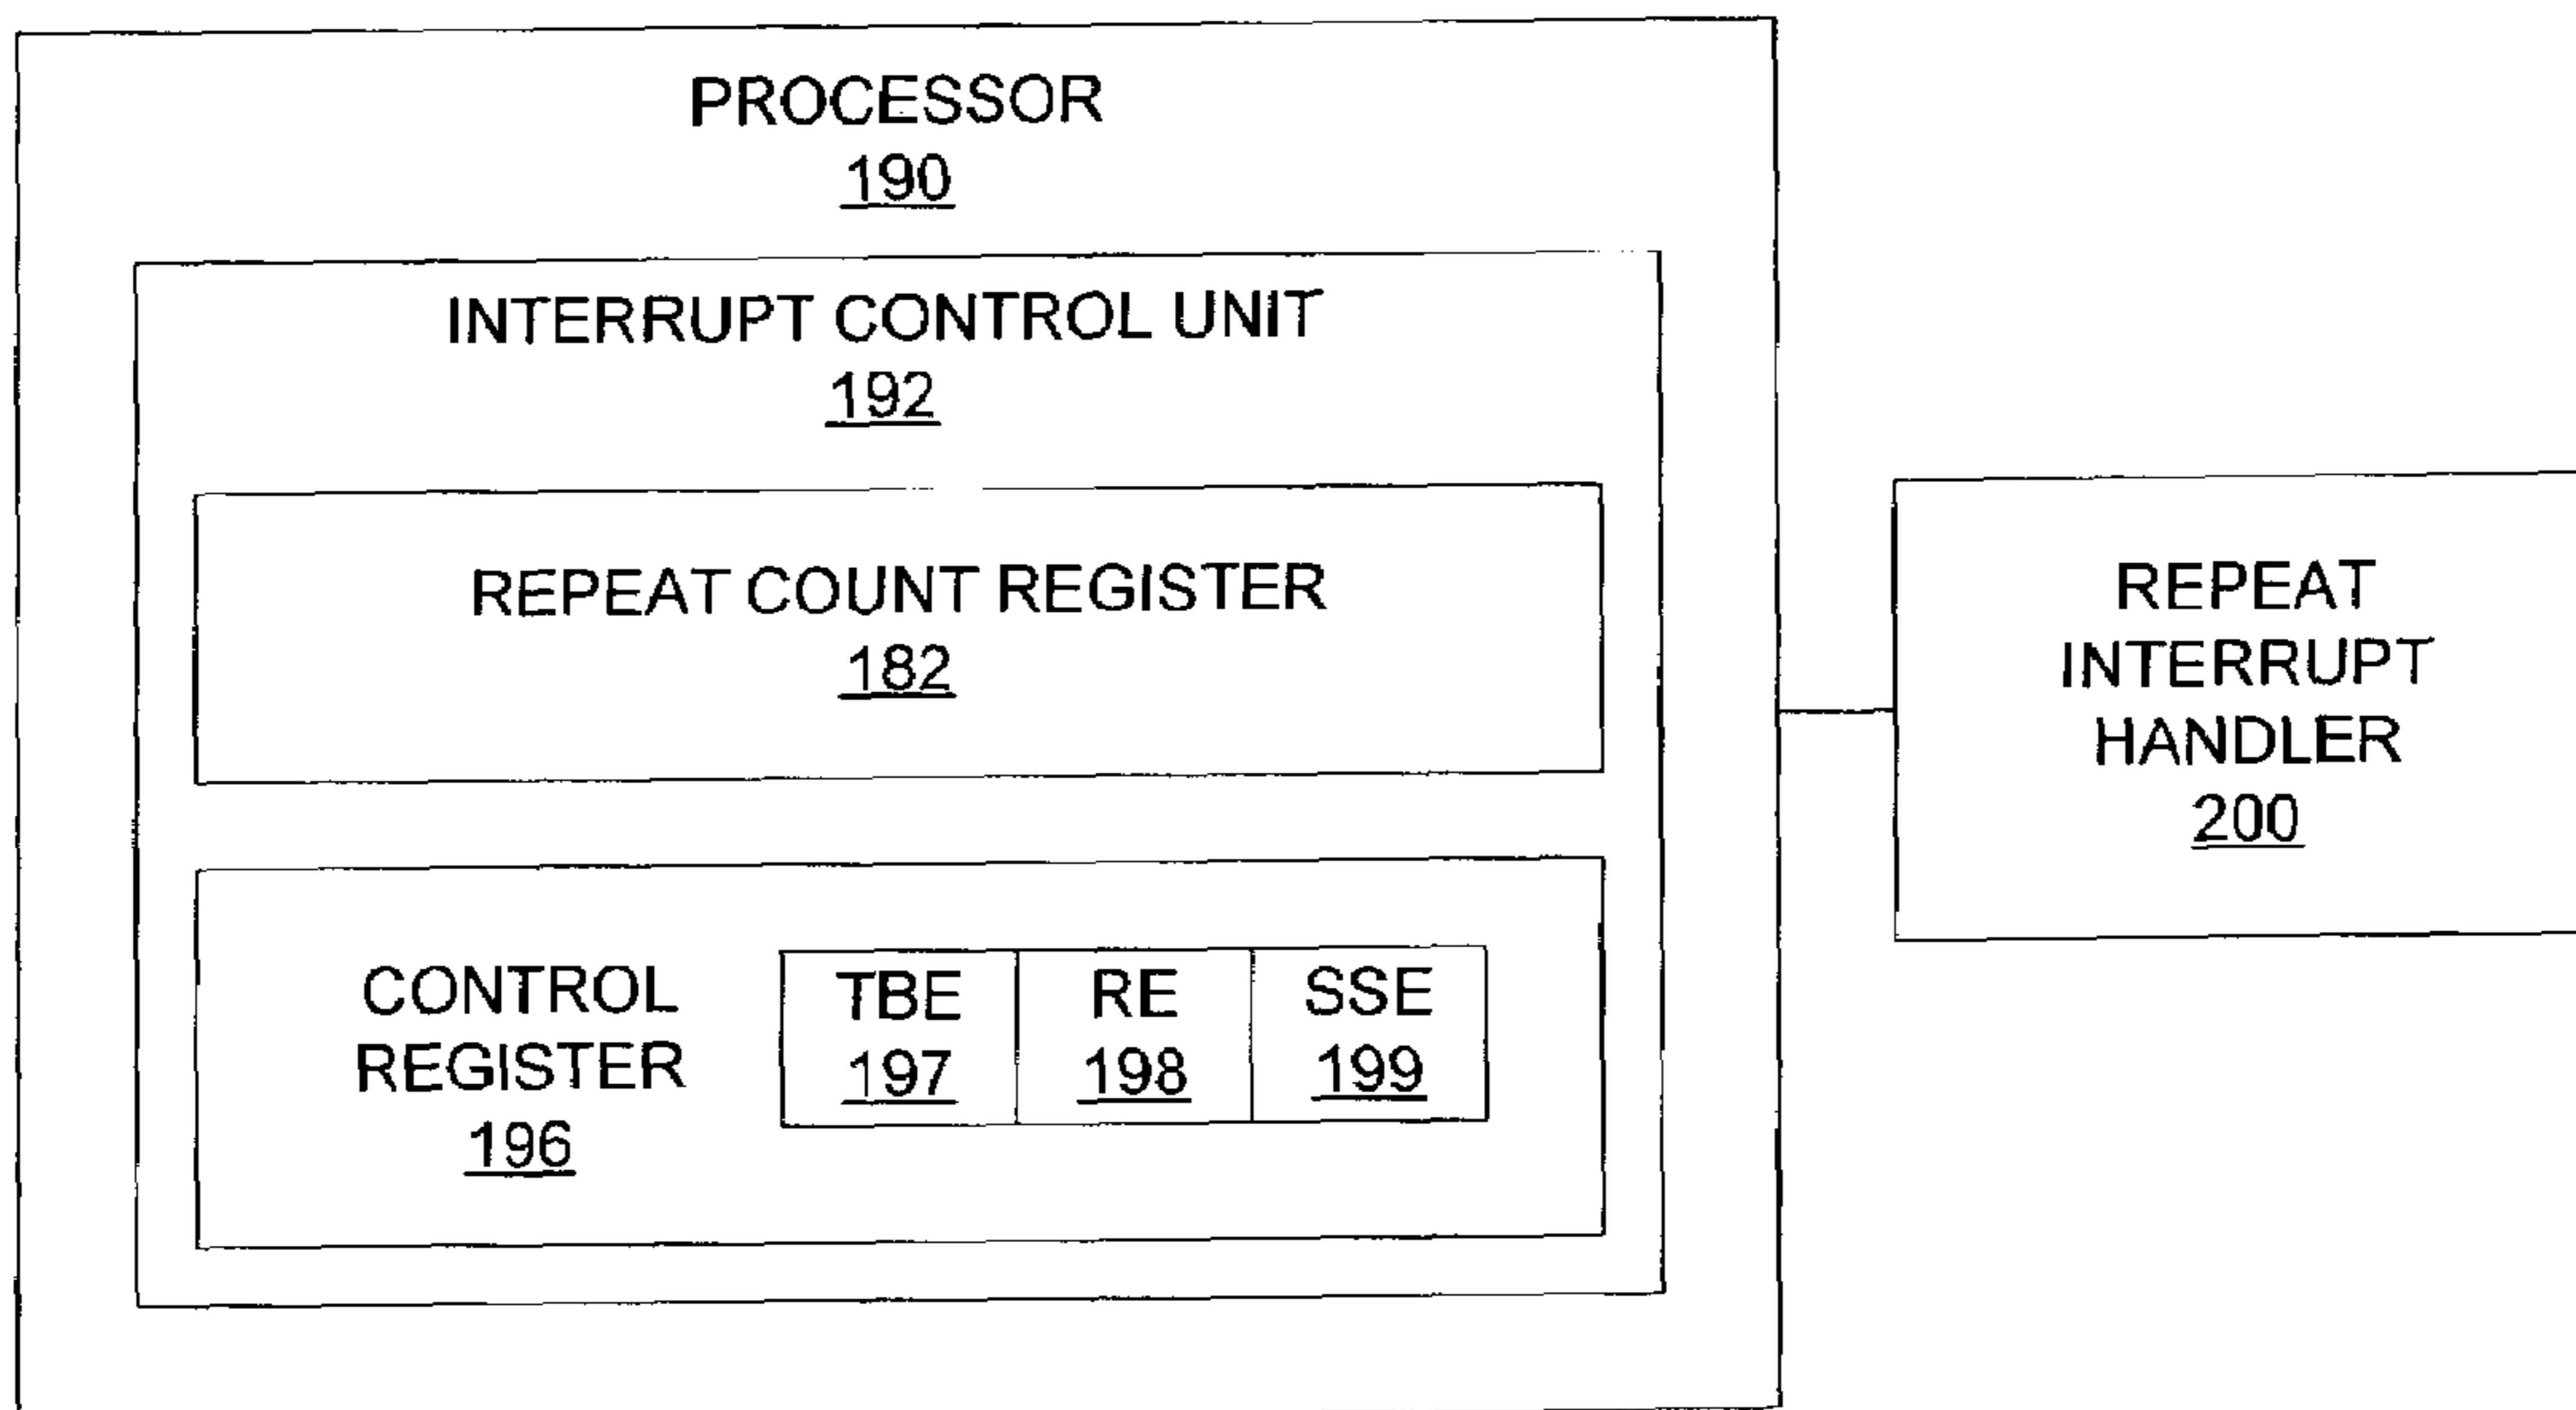 PROCESSOR
190
INTERRUPT CONTROL UNIT
192
REPEAT COUNT REGISTER
182
CONTROL
REGISTER
196
TBE
197
RE
198
SSE
199
REPEAT
INTERRUPT
HANDLER
200